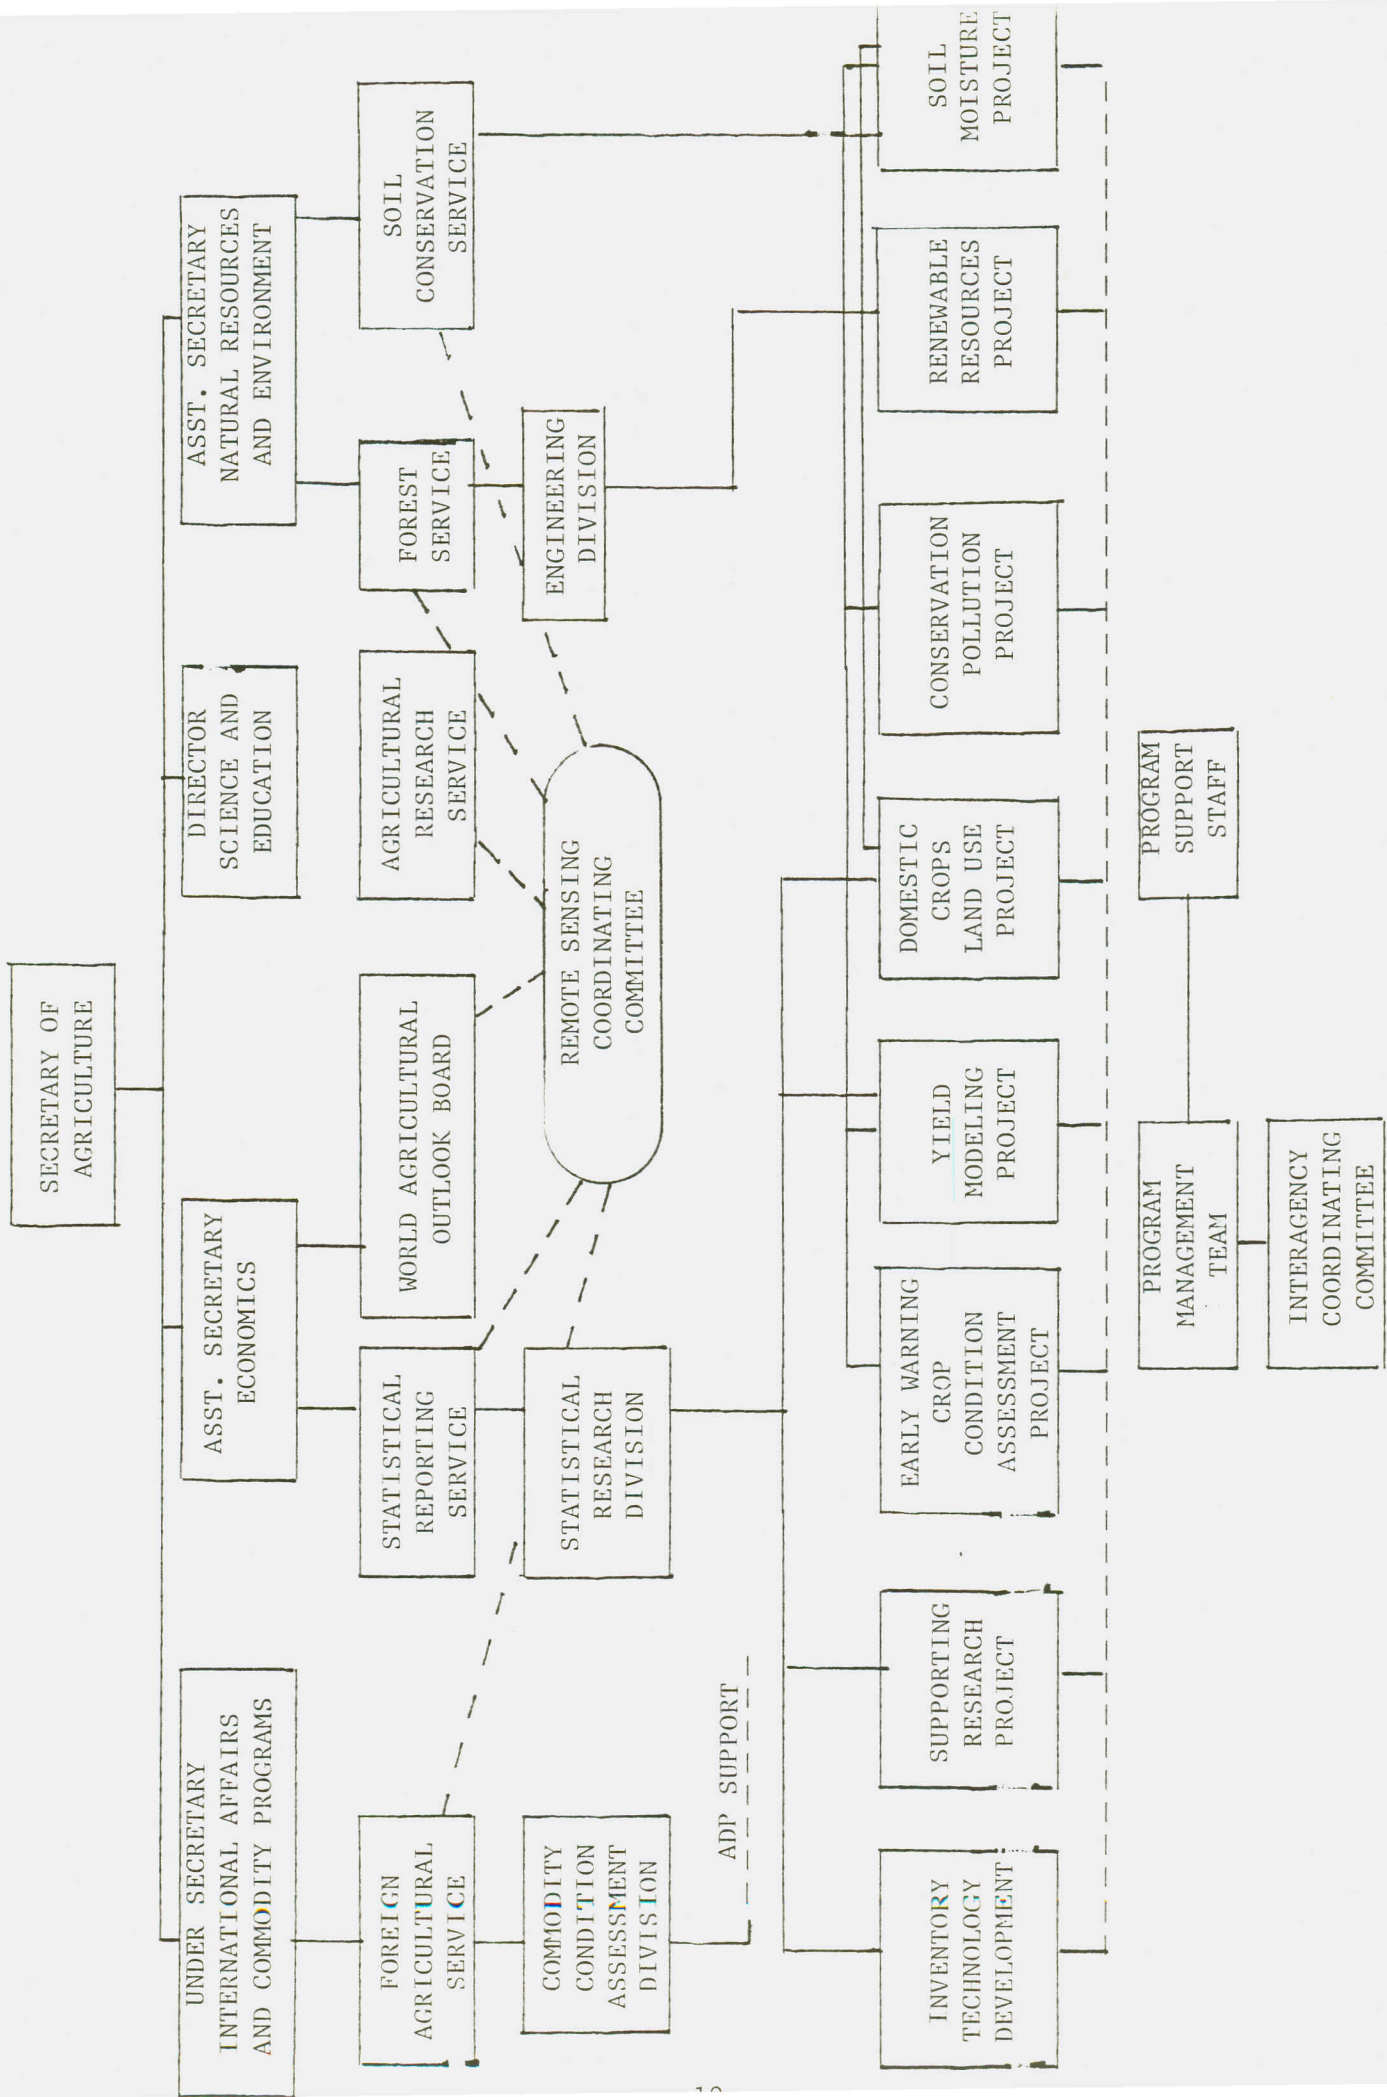 SECRETARY OF
AGRICULTURE
UNDER SECRETARY
INTERNATIONAL AFFAIRS
AND COMMODITY PROGRAMS
ASST. SECRETARY
ECONOMICS
DIRECTOR
SCIENCE AND
EDUCATION
ASST. SECRETARY
NATURAL RESOURCES
AND ENVIRONMENT
FOREIGN
AGRICULTURAL
SERVICE
STATISTICAL
REPORTING
SERVICE
WORLD AGRICULTURAL
OUTLOOK BOARD
AGRICULTURAL
RESEARCH
SERVICE
FOREST
SERVICE
SOIL
CONSERVATION
SERVICE
COMMODITY
CONDITION
ASSESSMENT
DIVISION
STATISTICAL
RESEARCH
DIVISION
REMOTE SENSING
COORDINATING
COMMITTEE
ENGINEERING
DIVISION
ADP SUPPORT
INVENTORY
TECHNOLOGY
DEVELOPMENT
SUPPORTING
RESEARCH
PROJECT
EARLY WARNING
CROP
CONDITION
ASSESSMENT
PROJECT
YIELD
MODELING
PROJECT
DOMESTIC
CROPS
LAND USE
PROJECT
CONSERVATION
POLLUTION
PROJECT
RENEWABLE
RESOURCES
PROJECT
SOIL
MOISTURE
PROJECT
PROGRAM
MANAGEMENT
TEAM
PROGRAM
SUPPORT
STAFF
INTERAGENCY
COORDINATING
COMMITTEE